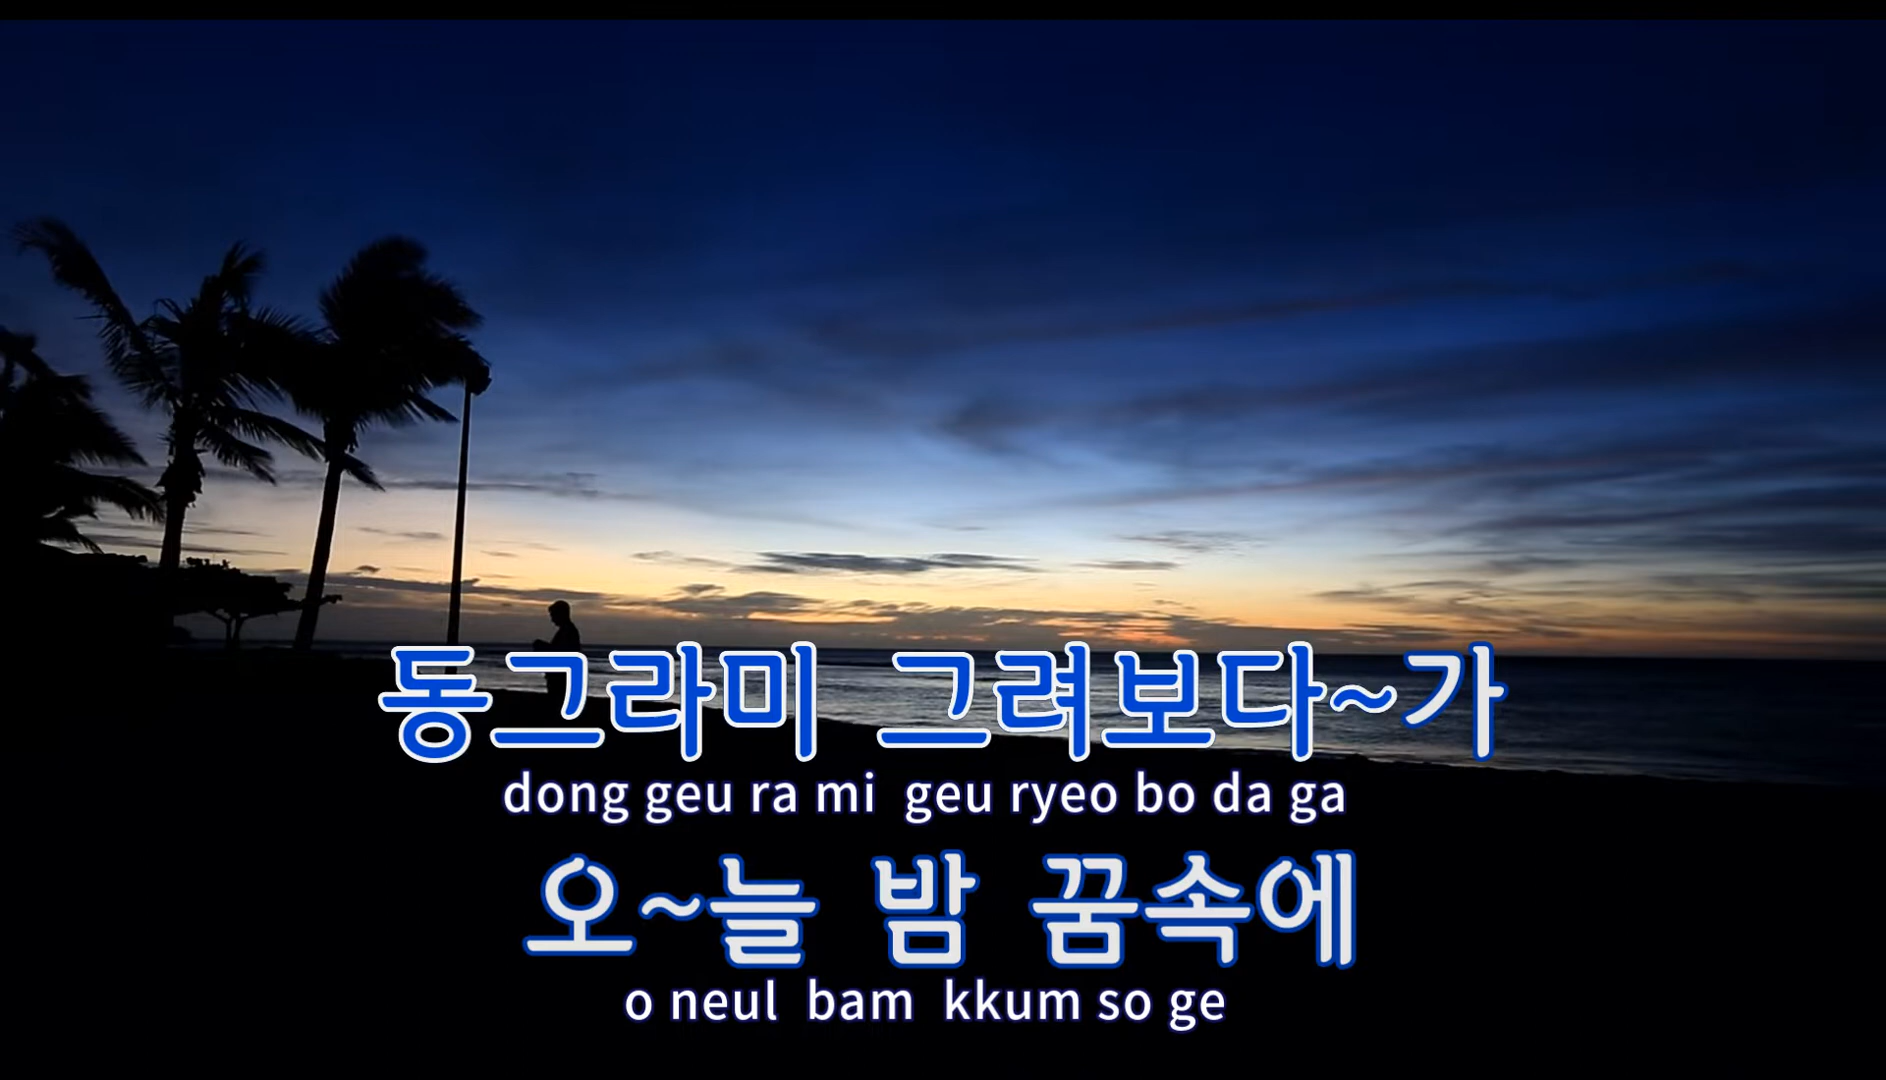 동그라미 그려보다~가
dong geu ra mi geu ryeo bo da ga
오~늘 밤 꿈속에
o neul bam kkum so ge